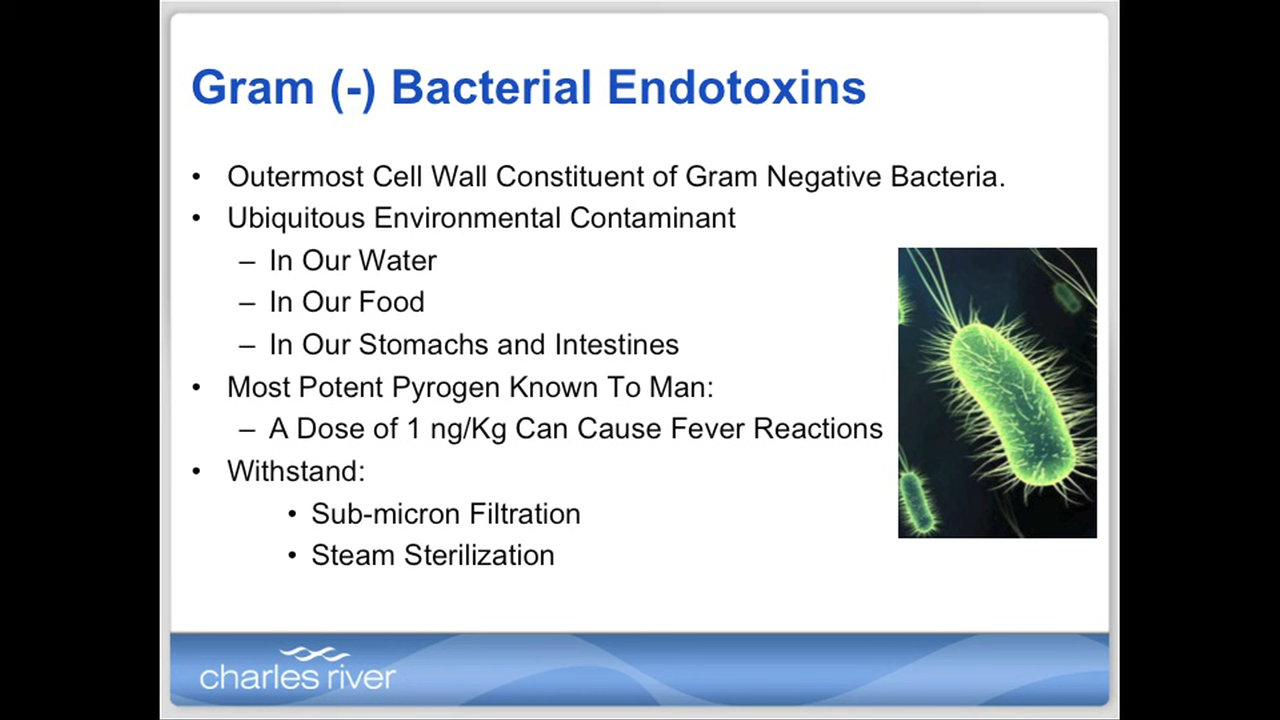 Gram (-) Bacterial Endotoxins
• Outermost Cell Wall Constituent of Gram Negative Bacteria.
• Ubiquitous Environmental Contaminant
– In Our Water
– In Our Food
– In Our Stomachs and Intestines
• Most Potent Pyrogen Known To Man:
– A Dose of 1 ng/Kg Can Cause Fever Reactions
• Withstand:
• Sub-micron Filtration
• Steam Sterilization
charles river